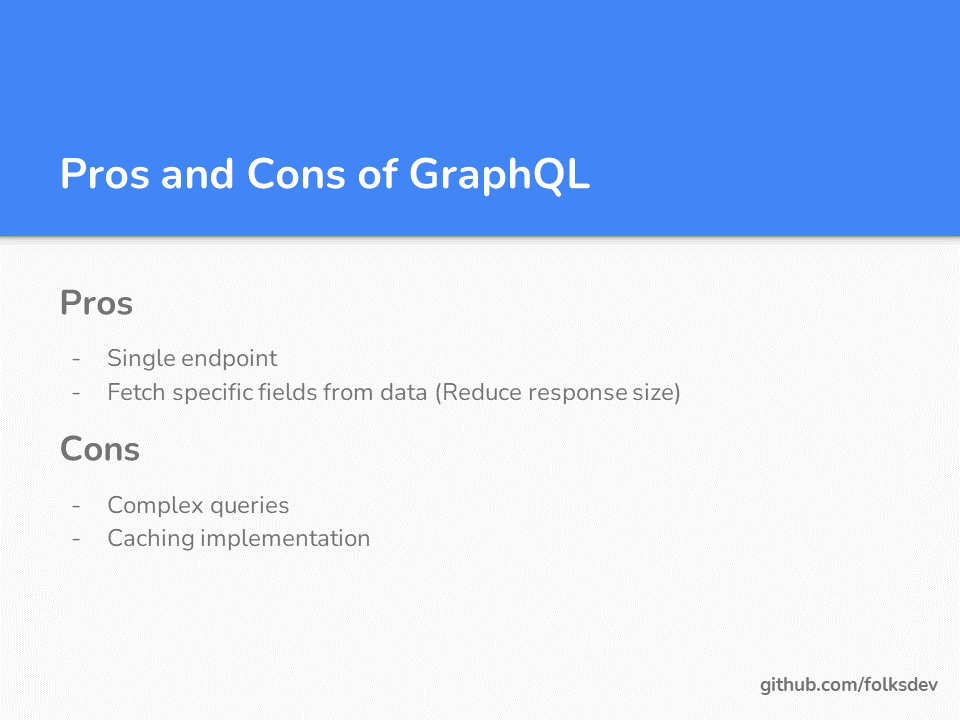 Pros and Cons of GraphQL
Pros
- Single endpoint
- Fetch specific fields from data (Reduce response size)
Cons
- Complex queries
- Caching implementation
github.com/folksdev